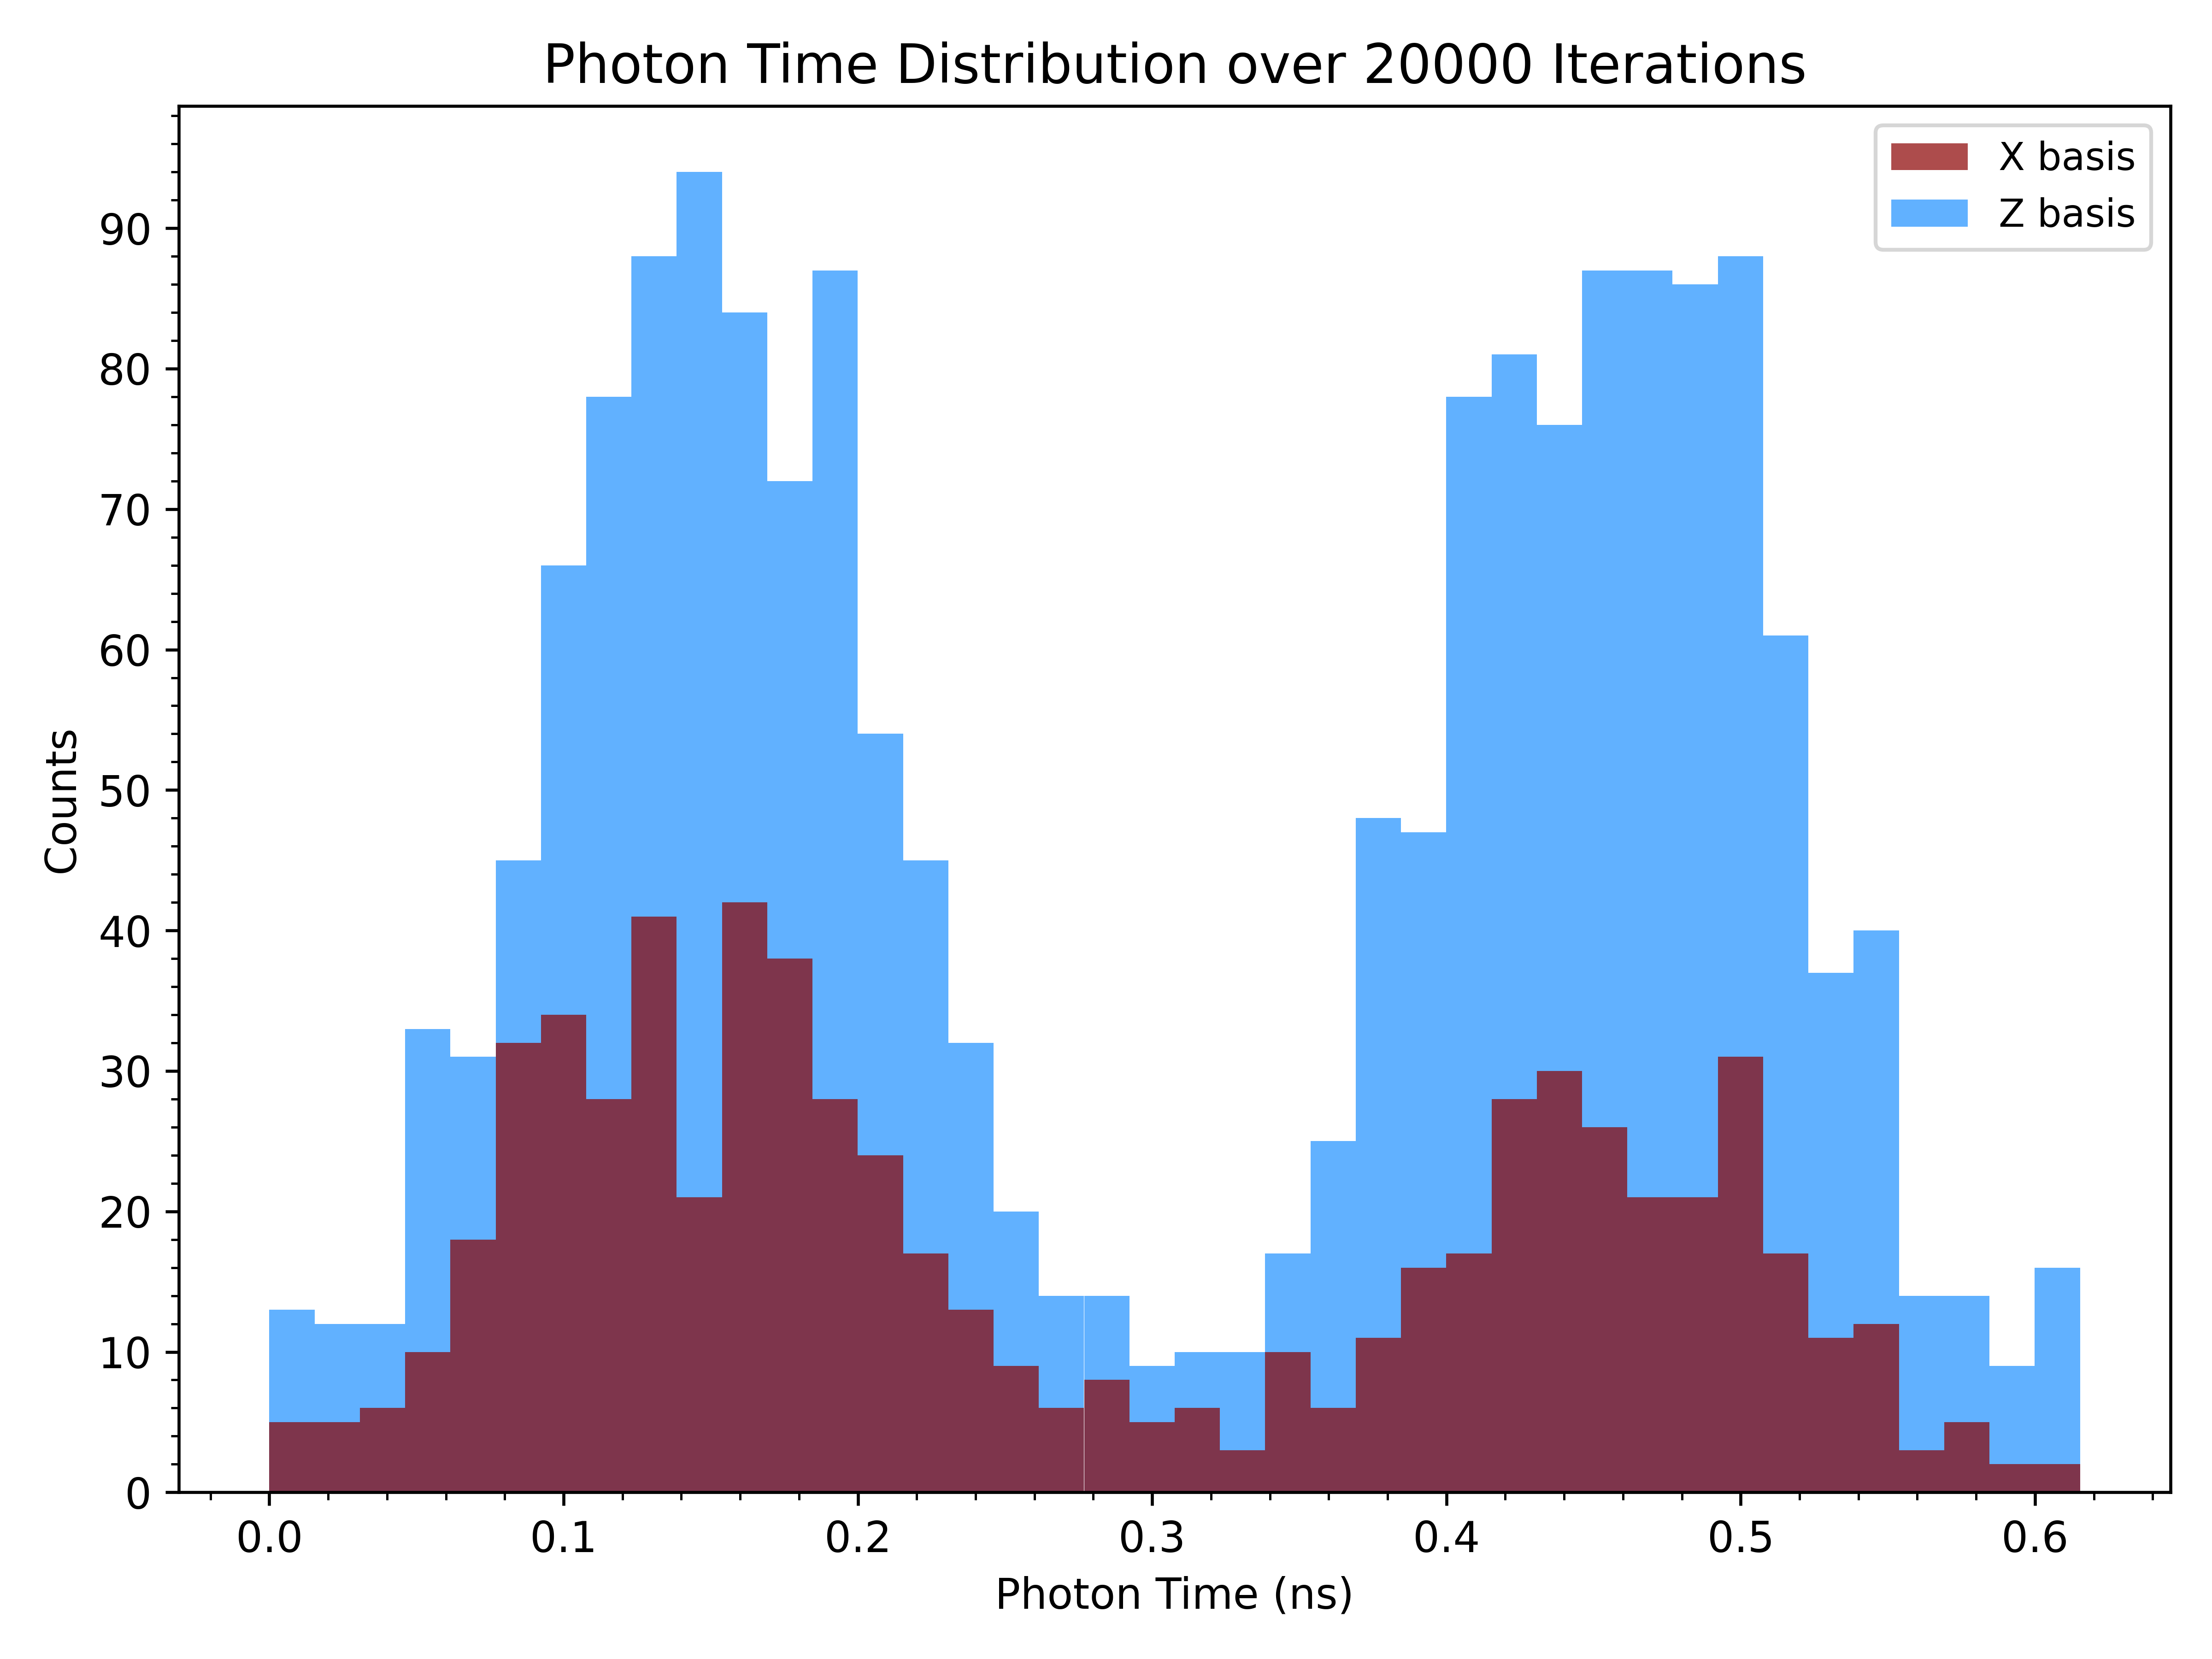 Photon Time Distribution over 20000 Iterations
X basis
Z basis
90
80
70
60
50
40
30
20
10
0
Counts
0.0 0.1 0.2 0.3 0.4 0.5 0.6
Photon Time (ns)